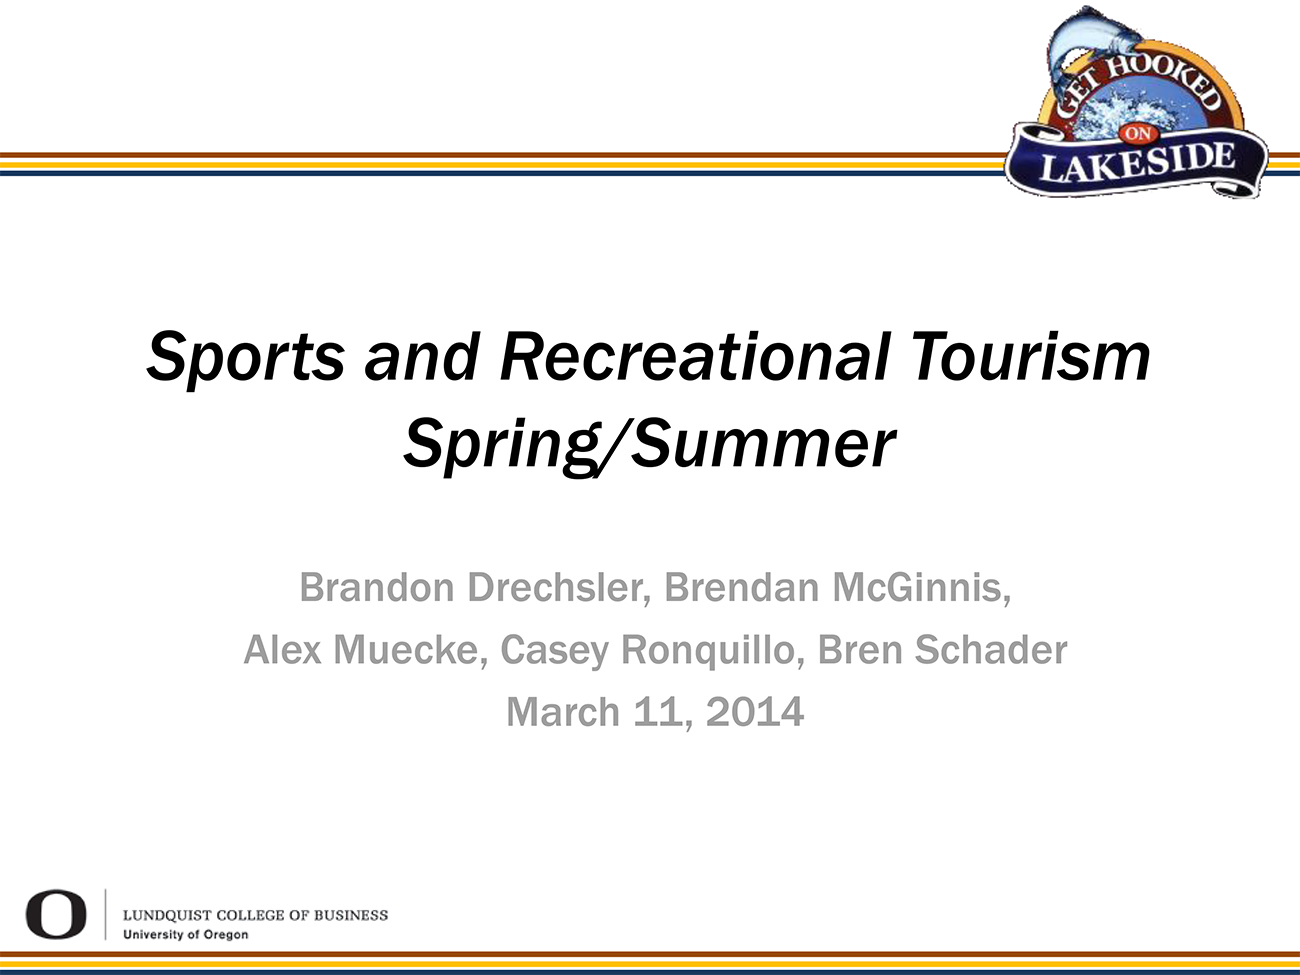 GET HOOKED
ON
LAKESIDE
Sports and Recreational Tourism
Spring/Summer
Brandon Drechsler, Brendan McGinnis,
Alex Muecke, Casey Ronquillo, Bren Schader
March 11, 2014
O
LUNDQUIST COLLEGE OF BUSINESS
University of Oregon